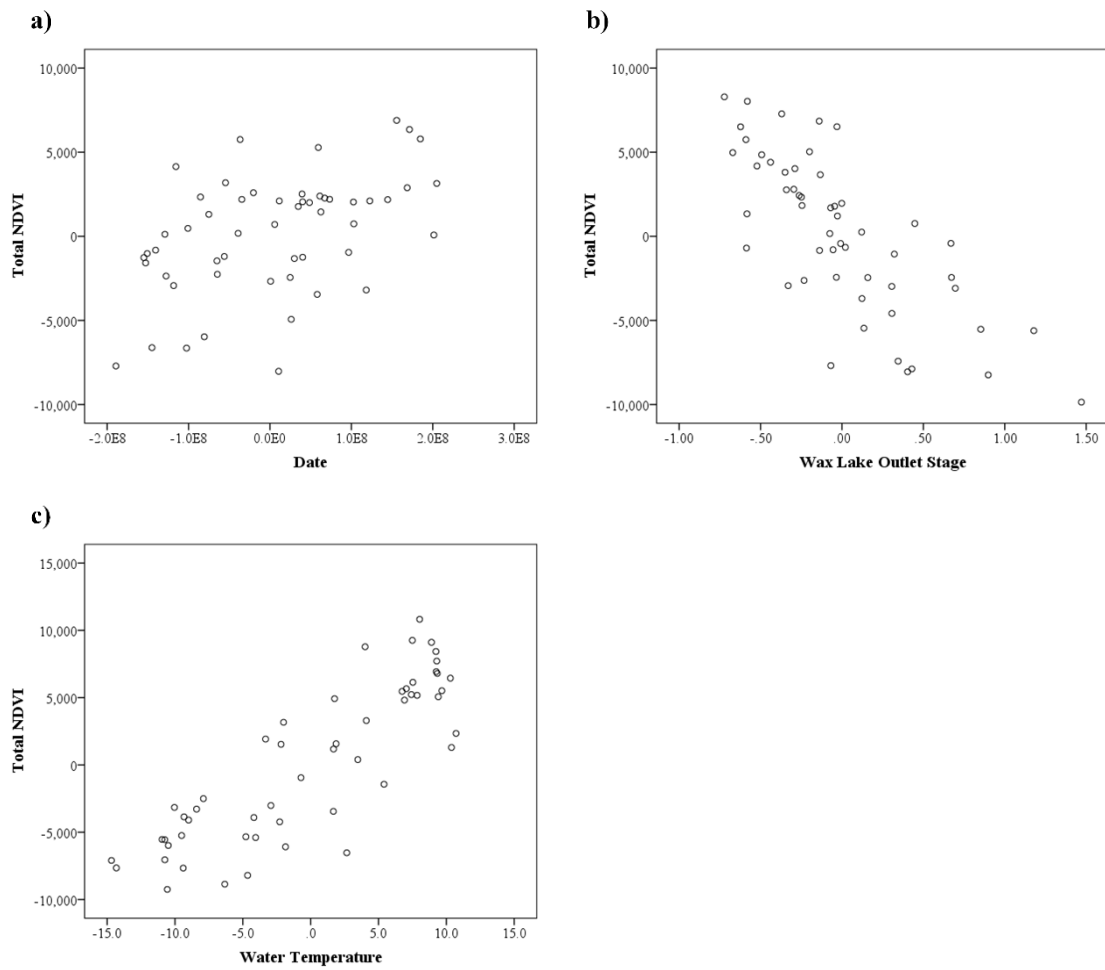 a)
10,000
5,000
0
-5,000
-10,000
Total NDVI
-2.0E8 -1.0E8 0.0E0 1.0E8 2.0E8 3.0E8
Date
b)
10,000
5,000
0
-5,000
-10,000
Total NDVI
-1.00 -.50 .00 .50 1.00 1.50
Wax Lake Outlet Stage
c)
15,000
10,000
5,000
0
-5,000
-10,000
Total NDVI
-15.0 -10.0 -5.0 .0 5.0 10.0 15.0
Water Temperature